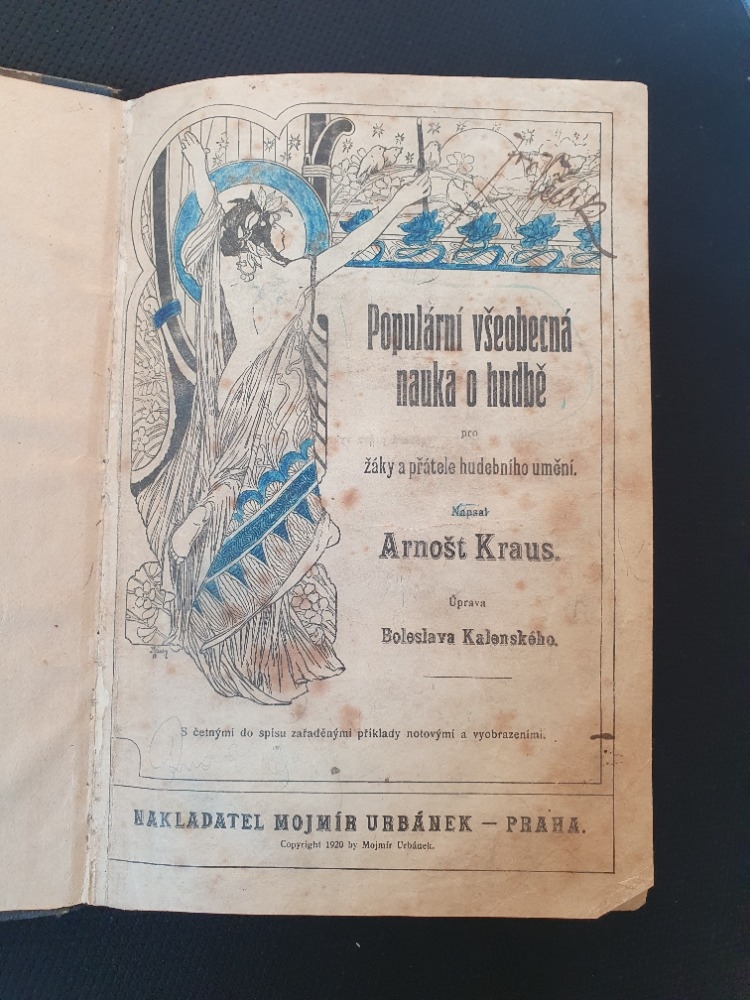 Populární všeobecná
nauka o hudbě
pro
žáky a přátele hudebního umění.
Napsal
Arnošt Kraus.
Úprava
Boleslava Kalenského.
S četnými do spisu zařaděnými příklady notovými a vyobrazeními.
NAKLADATEL MOJMÍR URBÁNEK — PRAHA.
Copyright 1920 by Mojmír Urbánek.